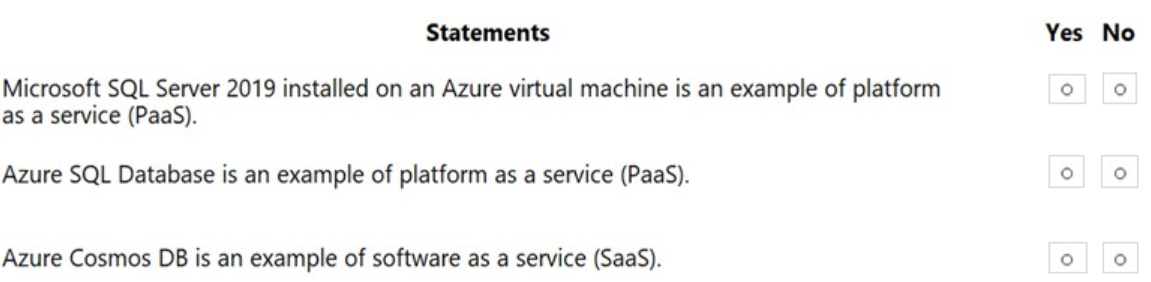 Statements Yes No
Microsoft SQL Server 2019 installed on an Azure virtual machine is an example of platform
as a service (PaaS).
Azure SQL Database is an example of platform as a service (PaaS).
Azure Cosmos DB is an example of software as a service (SaaS).